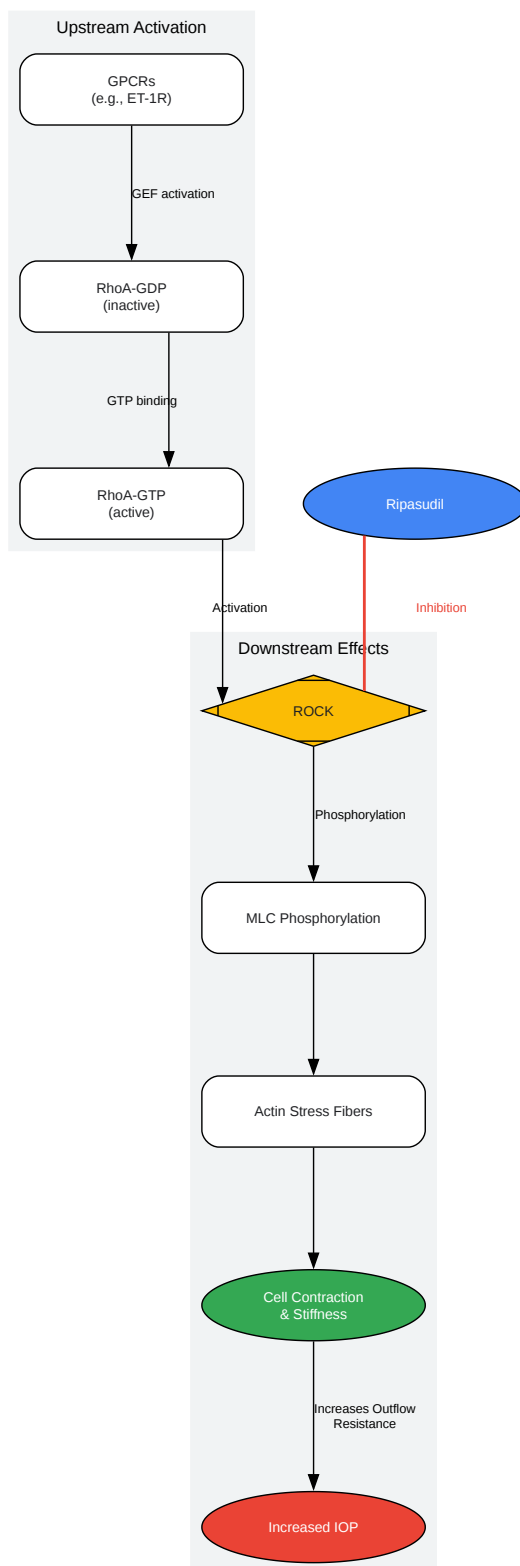 Upstream Activation
GPCRs
(e.g., ET-1R)
GEF activation
RhoA-GDP
(inactive)
GTP binding
RhoA-GTP
(active)
Ripasudil
Activation
Inhibition
Downstream Effects
ROCK
Phosphorylation
MLC Phosphorylation
Actin Stress Fibers
Cell Contraction
& Stiffness
Increases Outflow
Resistance
Increased IOP